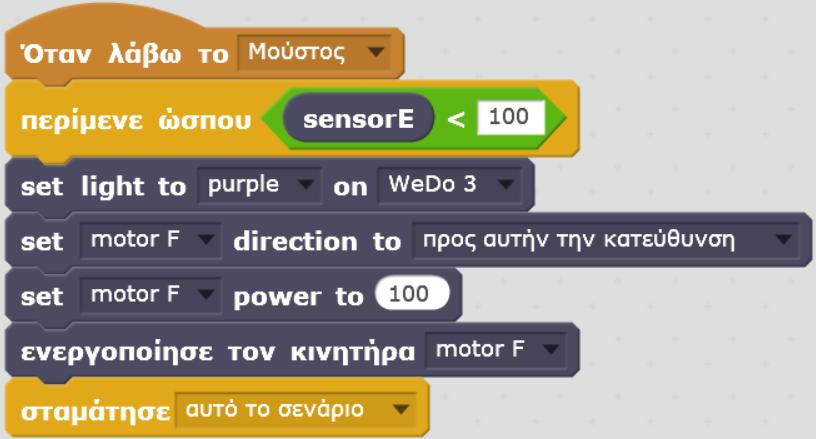 Όταν λάβω το Μούστος
περίμενε ώσπου sensorE < 100
set light to purple on WeDo 3
set motor F direction to προς αυτήν την κατεύθυνση
set motor F power to 100
ενεργοποίησε τον κινητήρα motor F
σταμάτησε αυτό το σενάριο